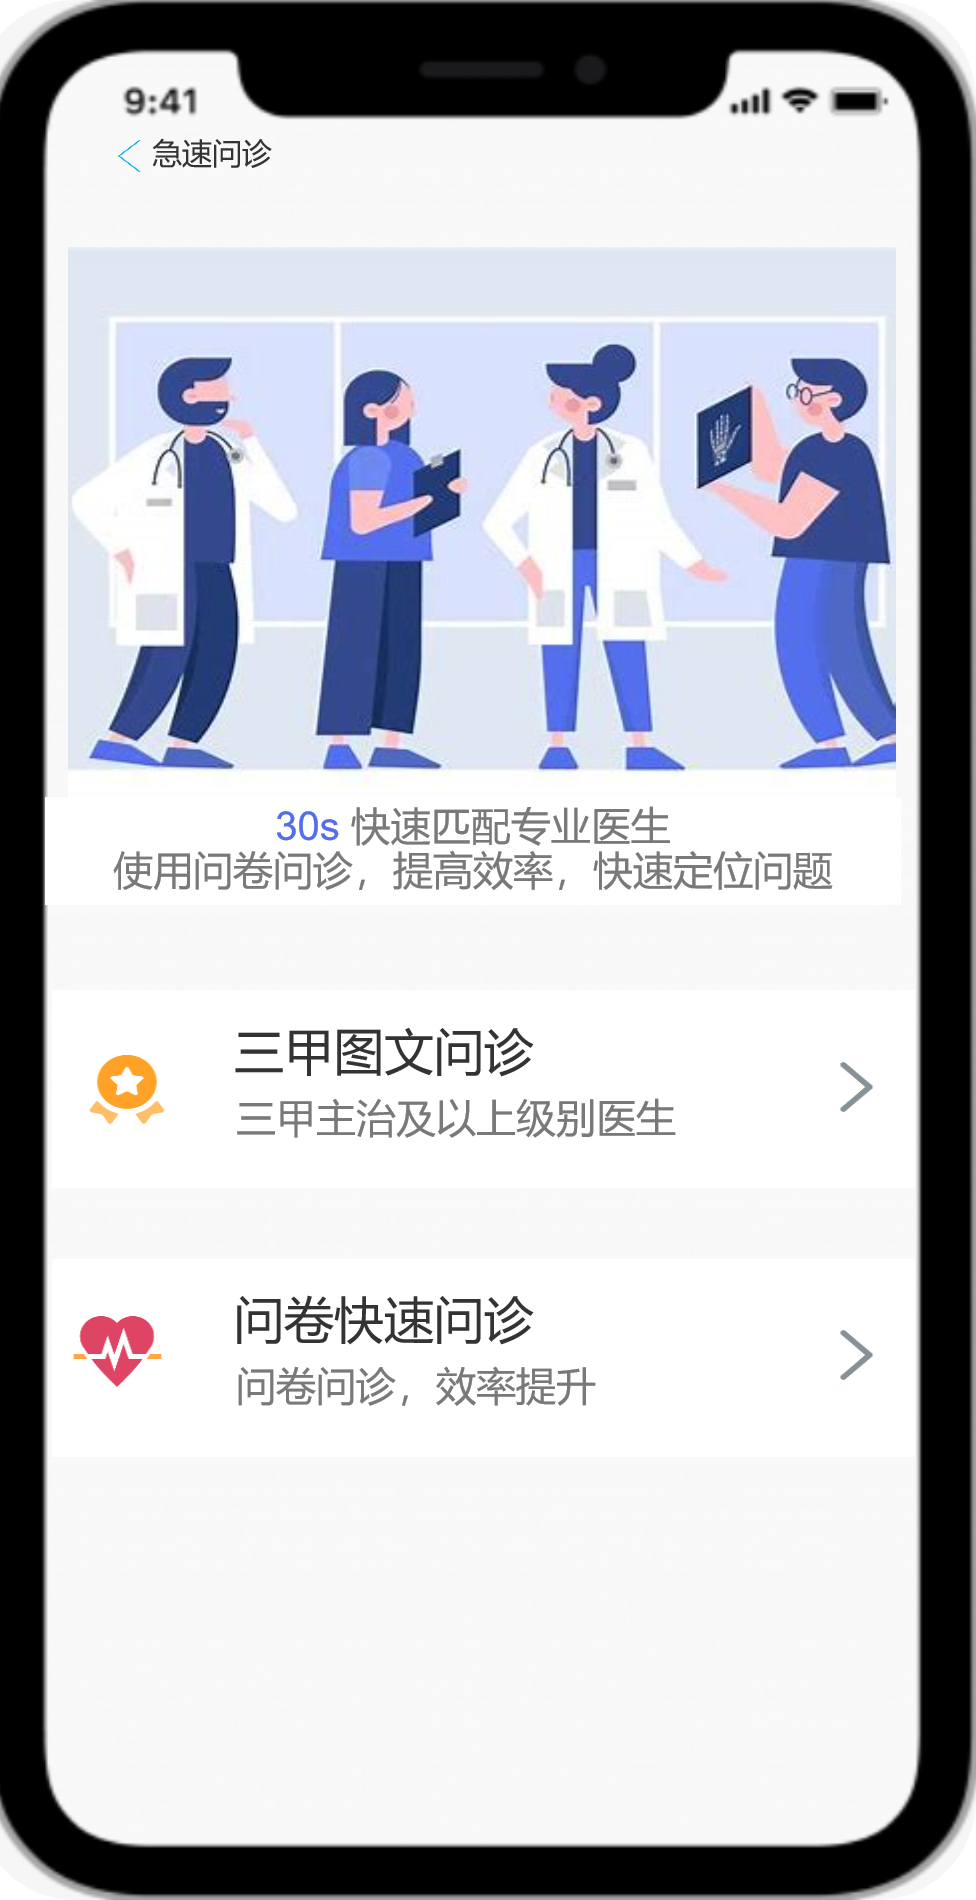 9:41
急速问诊
30s 快速匹配专业医生
使用问卷问诊，提高效率，快速定位问题
三甲图文问诊
三甲主治及以上级别医生
问卷快速问诊
问卷问诊，效率提升